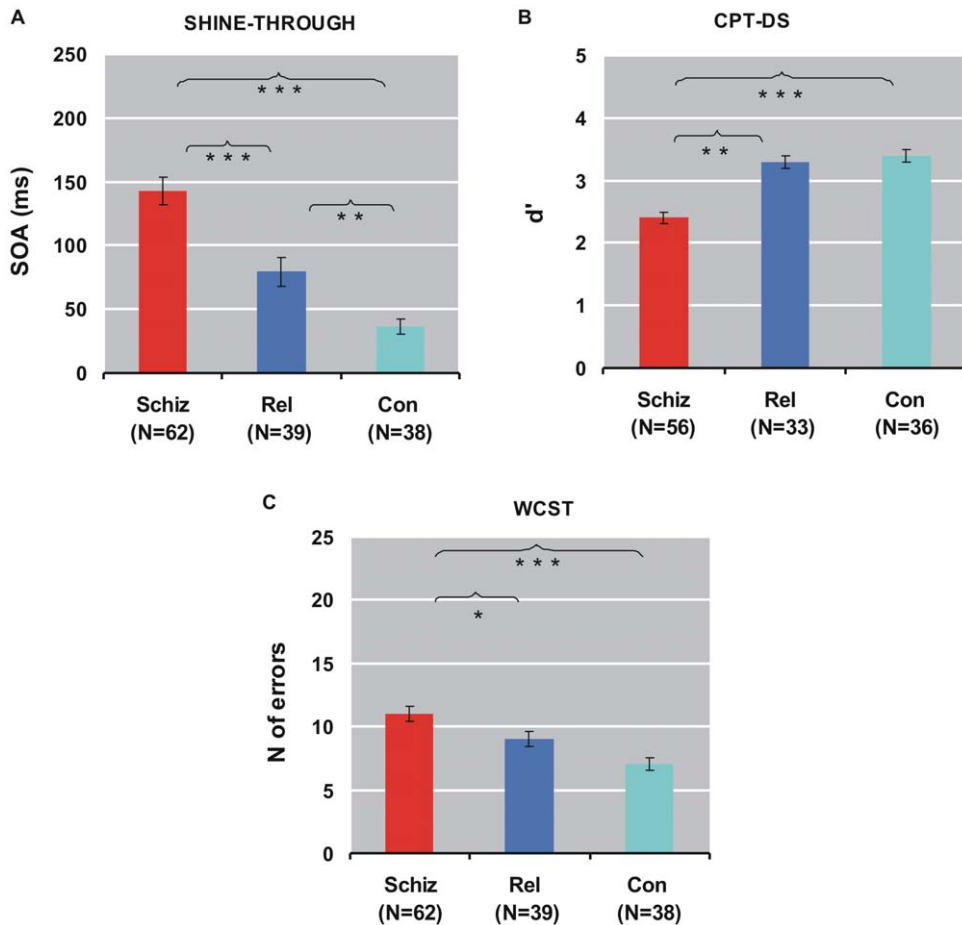 A
SHINE-THROUGH
SOA (ms)
250
200
150
100
50
0
* * *
* * *
* *
Schiz Rel Con
(N=62) (N=39) (N=38)
B
CPT-DS
d'
5
4
3
2
1
0
* * *
* *
Schiz Rel Con
(N=56) (N=33) (N=36)
C
WCST
N of errors
25
20
15
10
5
0
* * *
*
Schiz Rel Con
(N=62) (N=39) (N=38)